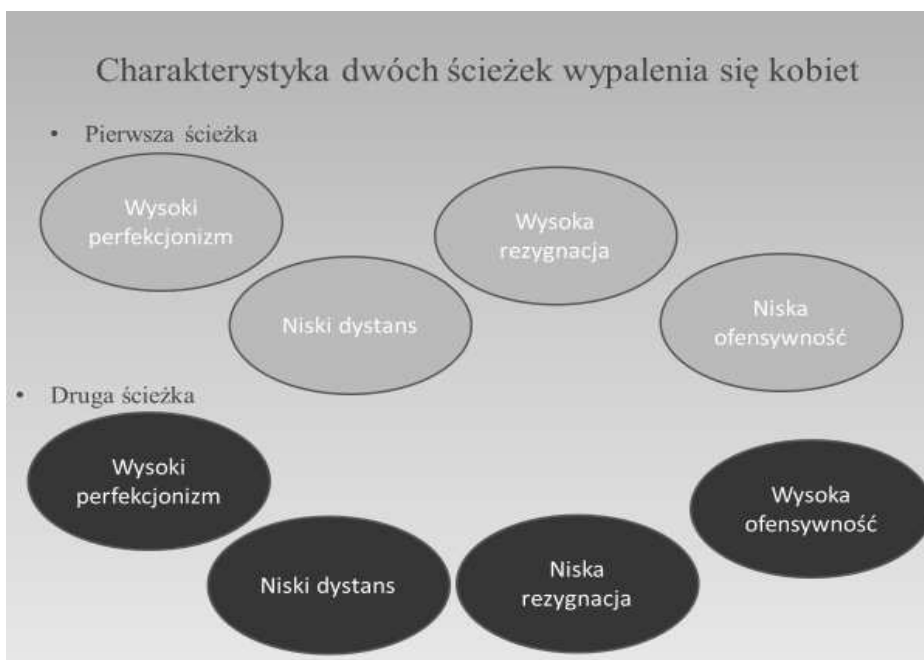 Charakterystyka dwóch ścieżek wypalenia się kobiet
• Pierwsza ścieżka
Wysoki
perfekcjonizm
Niski dystans
Wysoka
rezygnacja
Niska
ofensywność
• Druga ścieżka
Wysoki
perfekcjonizm
Niski dystans
Niska
rezygnacja
Wysoka
ofensywność